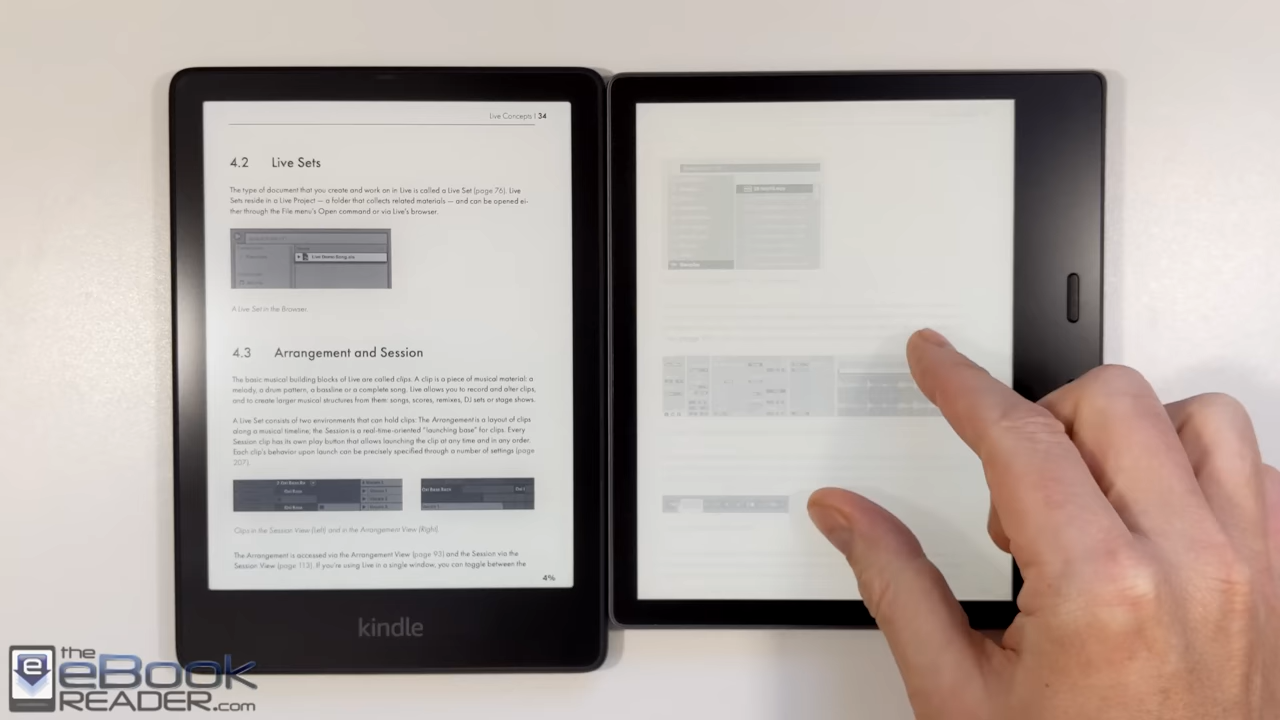 Live Concepts | 34
4.2 Live Sets
The type of document that you create and work on in Live is called a Live Set (page 76). Live
Sets reside in a Live Project — a folder that collects related materials — and can be opened ei-
ther through the File menu's Open command or via Live's browser.
Live Demo Song.als
A Live Set in the Browser.
4.3 Arrangement and Session
The basic musical building blocks of Live are called clips. A clip is a piece of musical material: a
melody, a drum pattern, a bassline or a complete song. Live allows you to record and alter clips,
and to create larger musical structures from them: songs, scores, remixes, DJ sets or stage shows.
A Live Set consists of two environments that can hold clips: The Arrangement is a layout of clips
along a musical timeline; the Session is a real-time-oriented "launching base" for clips. Every
Session clip has its own play button that allows launching the clip at any time and in any order.
Each clip's behavior upon launch can be precisely specified through a number of settings (page
207).
Clips in the Session View (Left) and in the Arrangement View (Right).
The Arrangement is accessed via the Arrangement View (page 93) and the Session via the
Session View (page 113). If you're using Live in a single window, you can toggle between the
4%
kindle
the
eBook
READER.com